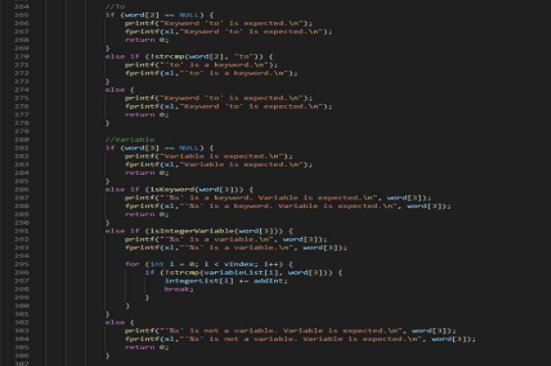 264 //To
265 if (word[2] == NULL) {
266 printf("Keyword 'to' is expected.\n");
267 fprintf(xl,"Keyword 'to' is expected.\n");
268 return 0;
269 }
270 else if (!strcmp(word[2], "to")) {
271 printf("'to' is a keyword.\n");
272 fprintf(xl,"'to' is a keyword.\n");
273 }
274 else {
275 printf("Keyword 'to' is expected.\n");
276 fprintf(xl,"Keyword 'to' is expected.\n");
277 return 0;
278 }
279
280 //Variable
281 if (word[3] == NULL) {
282 printf("Variable is expected.\n");
283 fprintf(xl,"Variable is expected.\n");
284 return 0;
285 }
286 else if (isKeyword(word[3])) {
287 printf("'%s' is a keyword. Variable is expected.\n", word[3]);
288 fprintf(xl,"'%s' is a keyword. Variable is expected.\n", word[3]);
289 return 0;
290 }
291 else if (isIntegerVariable(word[3])) {
292 printf("'%s' is a variable.\n", word[3]);
293 fprintf(xl,"'%s' is a variable.\n", word[3]);
294
295 for (int i = 0; i < vIndex; i++) {
296 if (!strcmp(variableList[i], word[3])) {
297 integerList[i] += addInt;
298 break;
299 }
300 }
301 }
302 else {
303 printf("'%s' is not a variable. Variable is expected.\n", word[3]);
304 fprintf(xl,"'%s' is not a variable. Variable is expected.\n", word[3]);
305 return 0;
306 }
307